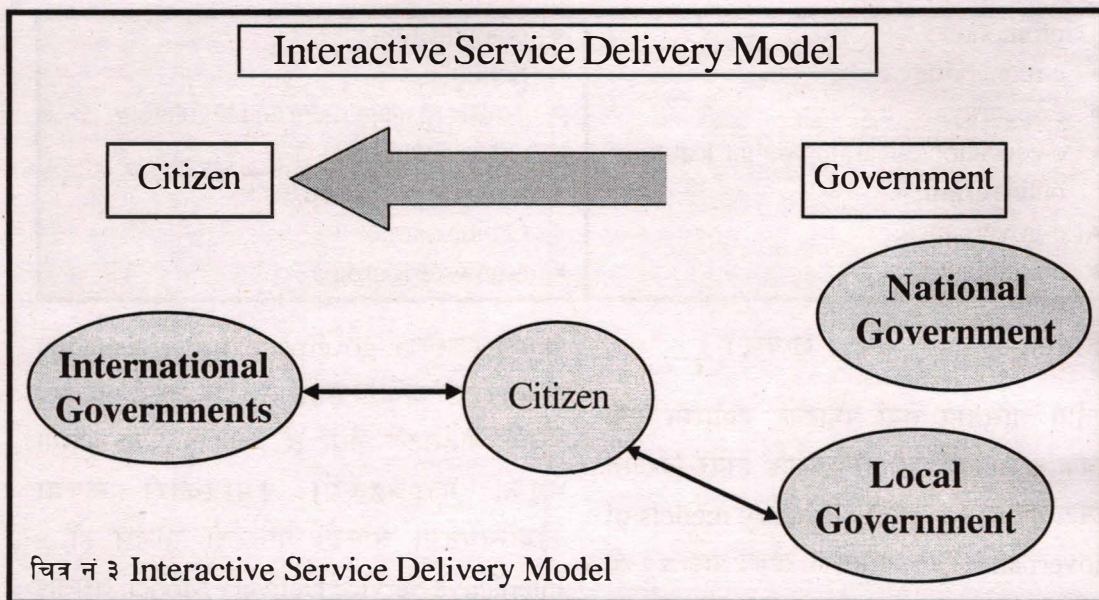 Interactive Service Delivery Model
Citizen
Government
National
Government
International
Governments
Citizen
Local
Government
चित्र नं ३ Interactive Service Delivery Model